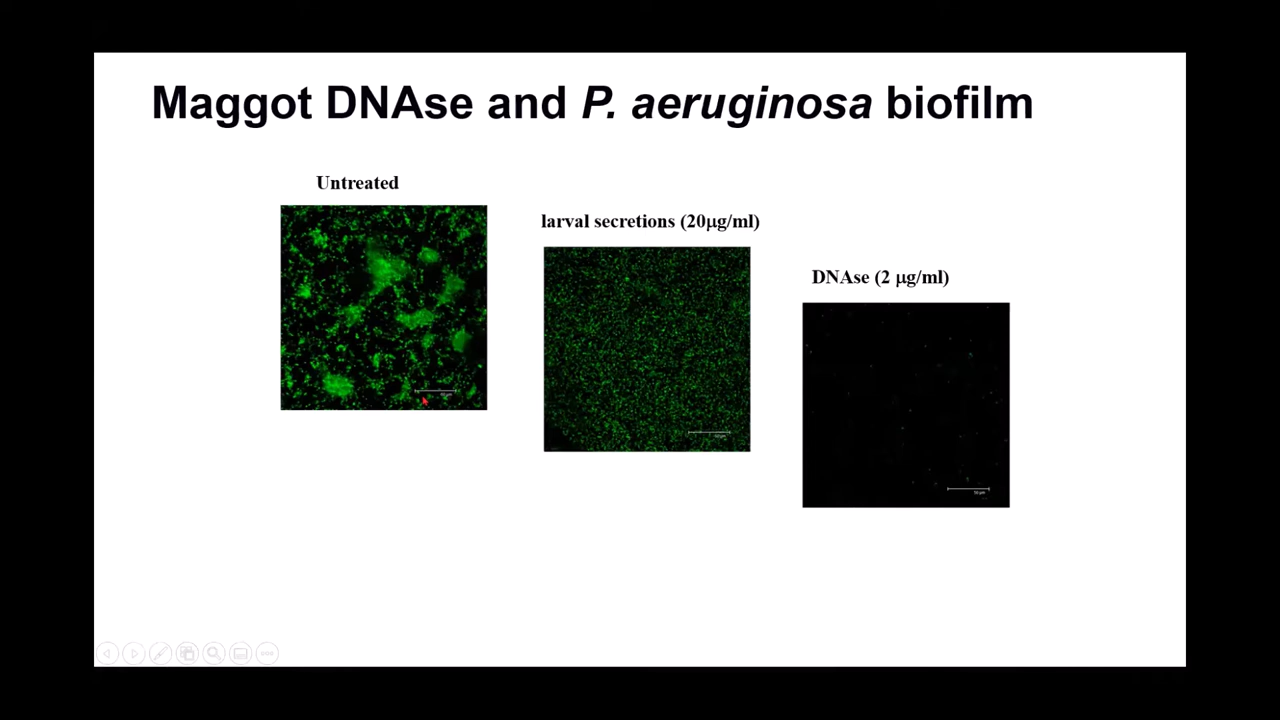 Maggot DNAse and P. aeruginosa biofilm
Untreated
larval secretions (20μg/ml)
DNAse (2 μg/ml)